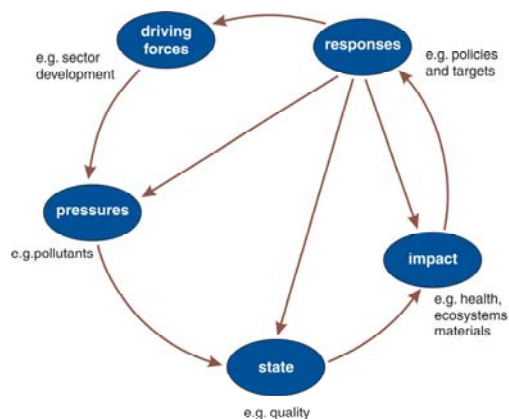 driving
forces
responses
e.g. sector
development
e.g. policies
and targets
pressures
e.g.pollutants
impact
e.g. health,
ecosystems
materials
state
e.g. quality